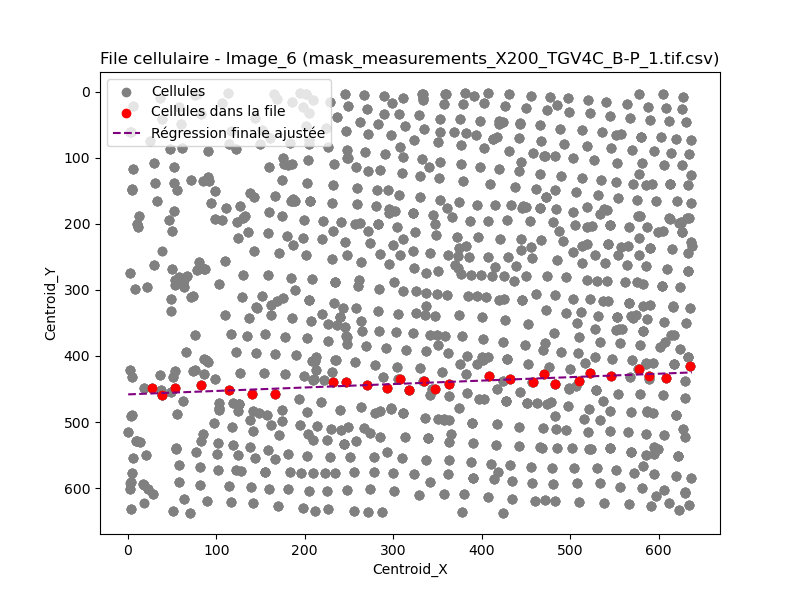 File cellulaire - Image_6 (mask_measurements_X200_TGV4C_B-P_1.tif.csv)
Cellules
Cellules dans la file
Régression finale ajustée
Centroid_Y
0
100
200
300
400
500
600
0 100 200 300 400 500 600
Centroid_X